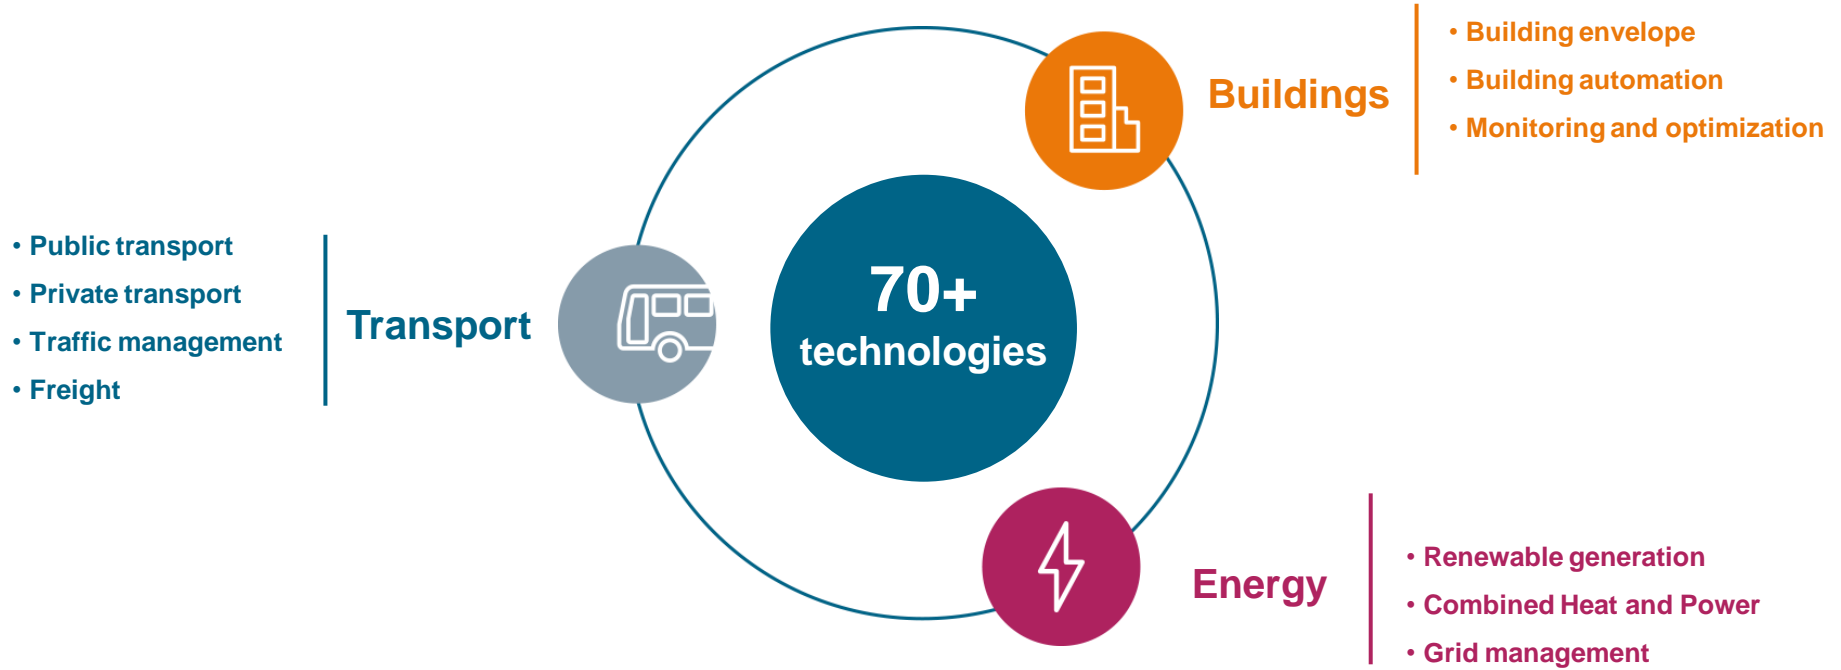 • Building envelope
• Building automation
• Monitoring and optimization
Buildings
• Public transport
• Private transport
• Traffic management
• Freight
Transport
70+
technologies
Energy
• Renewable generation
• Combined Heat and Power
• Grid management